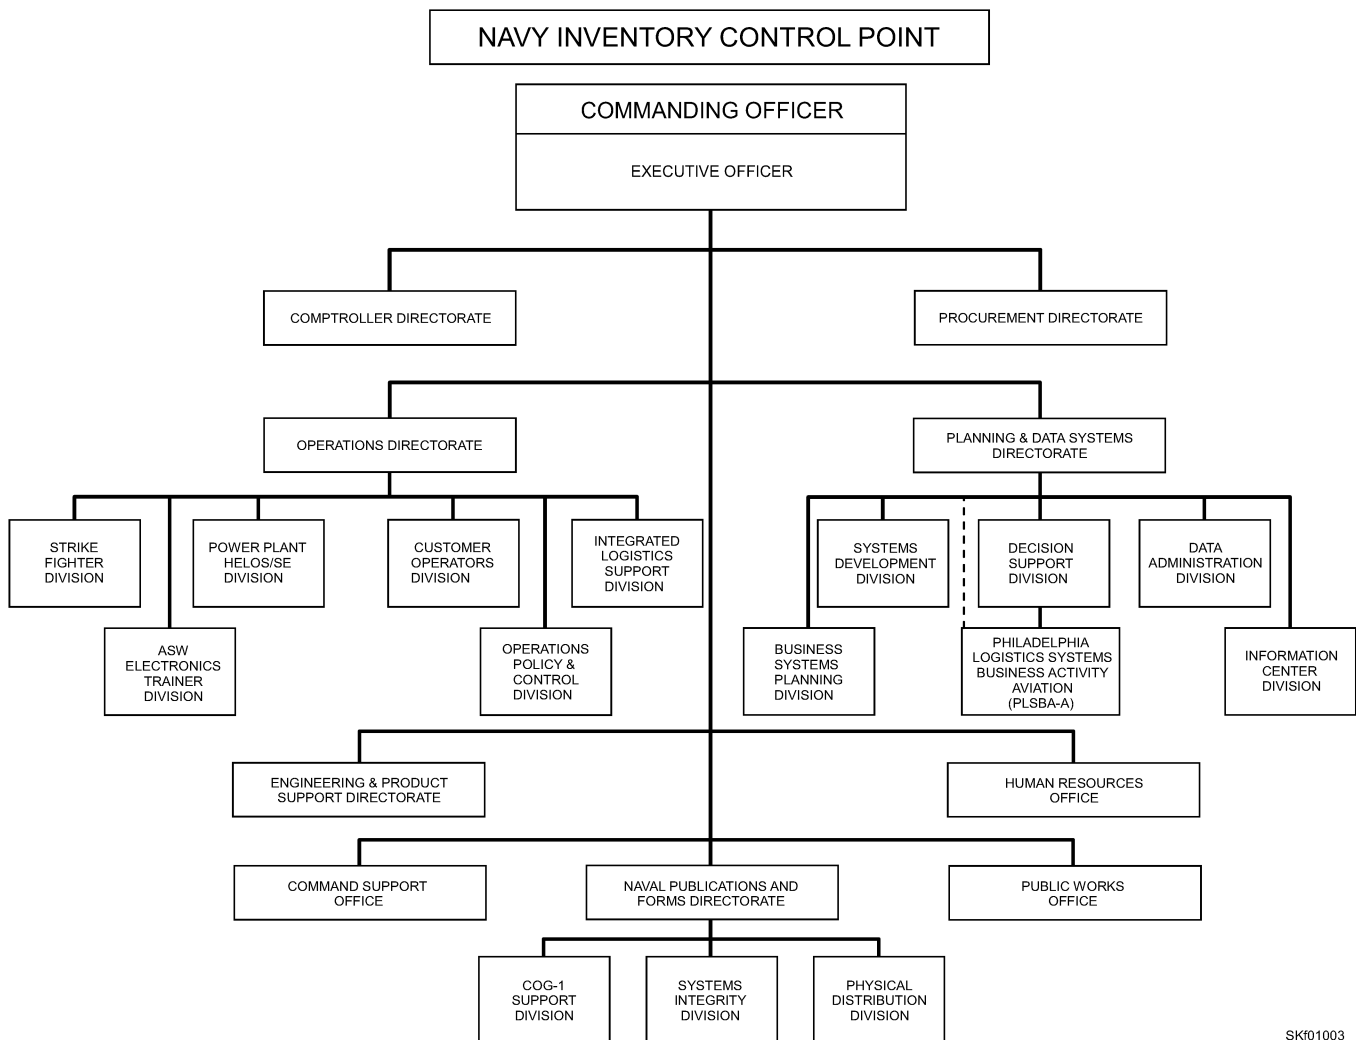 NAVY INVENTORY CONTROL POINT
COMMANDING OFFICER
EXECUTIVE OFFICER
COMPTROLLER DIRECTORATE
PROCUREMENT DIRECTORATE
OPERATIONS DIRECTORATE
PLANNING & DATA SYSTEMS
DIRECTORATE
STRIKE
FIGHTER
DIVISION
POWER PLANT
HELOS/SE
DIVISION
CUSTOMER
OPERATORS
DIVISION
INTEGRATED
LOGISTICS
SUPPORT
DIVISION
SYSTEMS
DEVELOPMENT
DIVISION
DECISION
SUPPORT
DIVISION
DATA
ADMINISTRATION
DIVISION
ASW
ELECTRONICS
TRAINER
DIVISION
OPERATIONS
POLICY &
CONTROL
DIVISION
BUSINESS
SYSTEMS
PLANNING
DIVISION
PHILADELPHIA
LOGISTICS SYSTEMS
BUSINESS ACTIVITY
AVIATION
(PLSBA-A)
INFORMATION
CENTER
DIVISION
ENGINEERING & PRODUCT
SUPPORT DIRECTORATE
HUMAN RESOURCES
OFFICE
COMMAND SUPPORT
OFFICE
NAVAL PUBLICATIONS AND
FORMS DIRECTORATE
PUBLIC WORKS
OFFICE
COG-1
SUPPORT
DIVISION
SYSTEMS
INTEGRITY
DIVISION
PHYSICAL
DISTRIBUTION
DIVISION
SKf01003